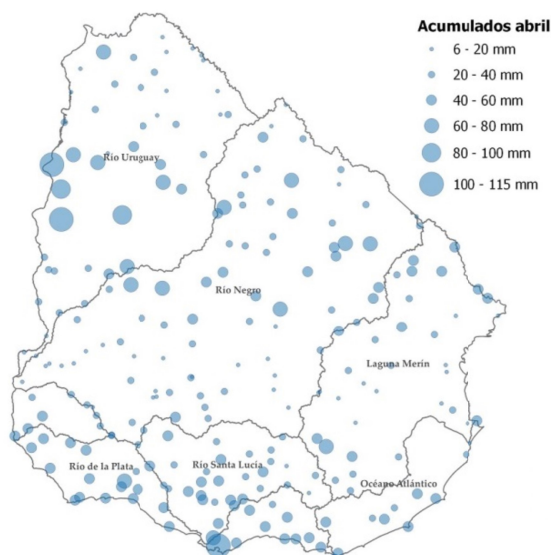 Acumulados abril
6 - 20 mm
20 - 40 mm
40 - 60 mm
60 - 80 mm
80 - 100 mm
100 - 115 mm
Río Uruguay
Río Negro
Laguna Merín
Río de la Plata
Río Santa Lucía
Océano Atlántico